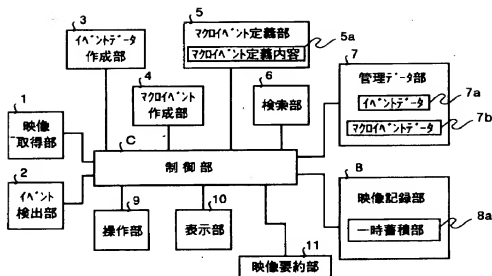 3
ｲﾍﾞﾝﾄﾃﾞｰﾀ
作成部
5
ﾏｸﾛｲﾍﾞﾝﾄ定義部
ﾏｸﾛｲﾍﾞﾝﾄ定義内容
5a
4
ﾏｸﾛｲﾍﾞﾝﾄ
作成部
6
検索部
7
管理データ部
ｲﾍﾞﾝﾄﾃﾞｰﾀ
7a
ﾏｸﾛｲﾍﾞﾝﾄﾃﾞｰﾀ
7b
1
映像
取得部
C
制御部
2
ｲﾍﾞﾝﾄ
検出部
8
映像記録部
一時蓄積部
8a
9
操作部
10
表示部
11
映像要約部